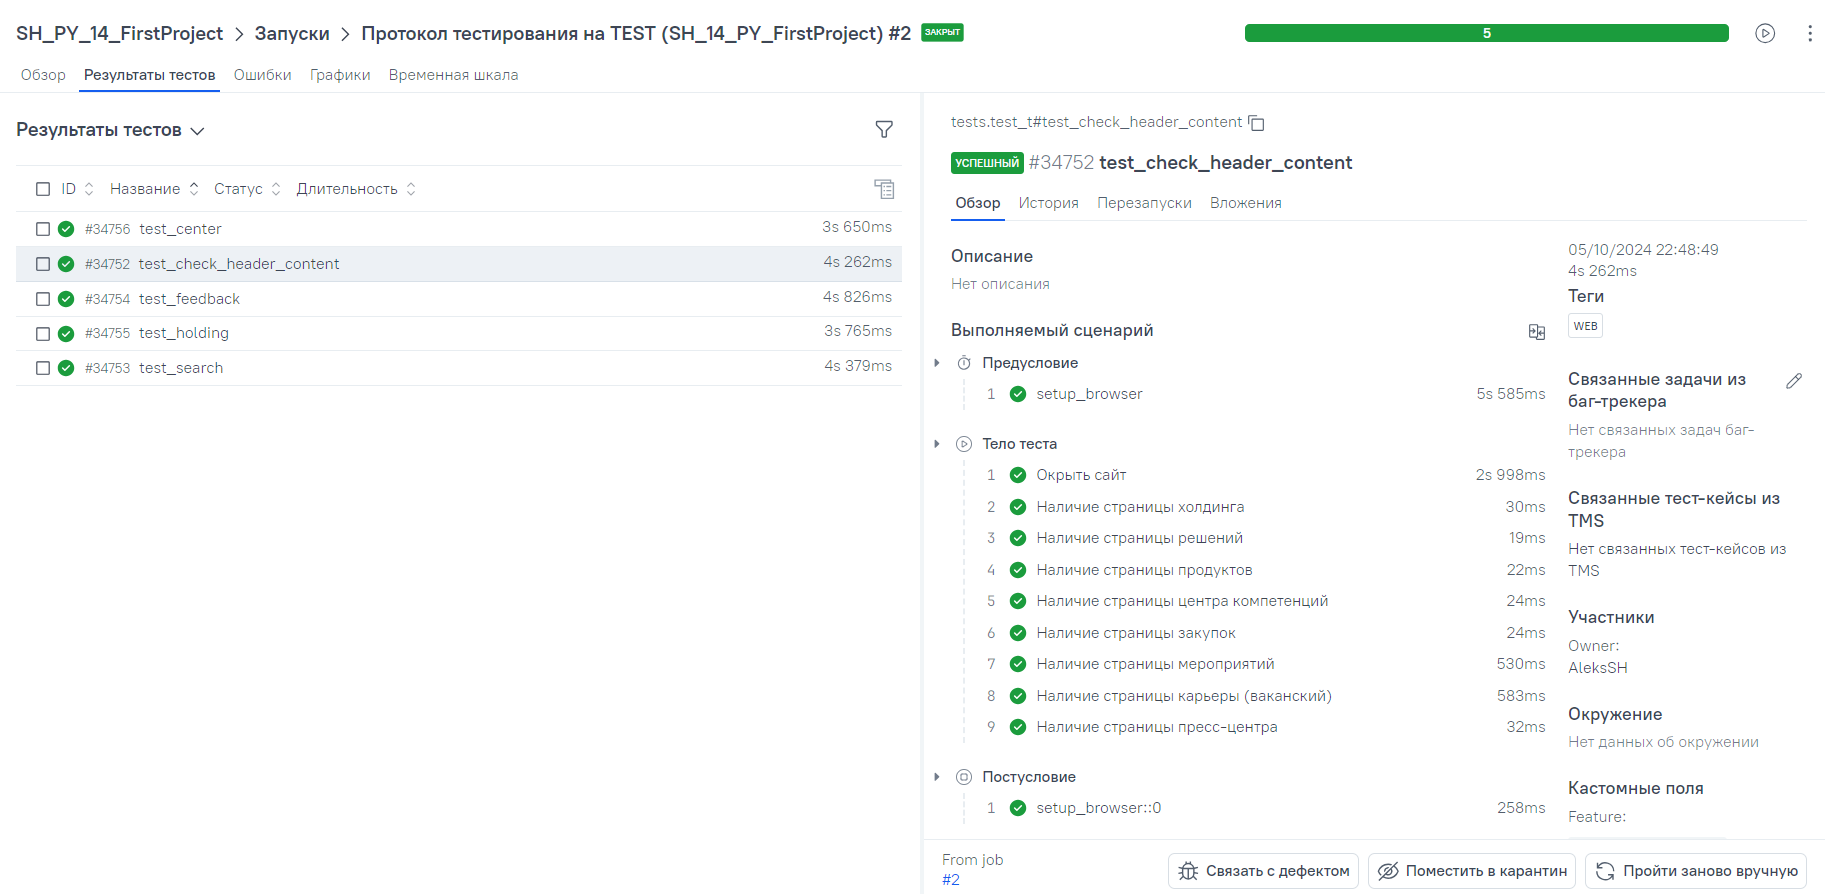 SH_PY_14_FirstProject > Запуски > Протокол тестирования на TEST (SH_14_PY_FirstProject) #2 ЗАКРЫТ
5
Обзор Результаты тестов Ошибки Графики Временная шкала
Результаты тестов
ID Название Статус Длительность
#34756 test_center 3s 650ms
#34752 test_check_header_content 4s 262ms
#34754 test_feedback 4s 826ms
#34755 test_holding 3s 765ms
#34753 test_search 4s 379ms
tests.test_t#test_check_header_content
УСПЕШНЫЙ #34752 test_check_header_content
Обзор История Перезапуски Вложения
Описание
Нет описания
Выполняемый сценарий
Предусловие
1 setup_browser 5s 585ms
Тело теста
1 Окрыть сайт 2s 998ms
2 Наличие страницы холдинга 30ms
3 Наличие страницы решений 19ms
4 Наличие страницы продуктов 22ms
5 Наличие страницы центра компетенций 24ms
6 Наличие страницы закупок 24ms
7 Наличие страницы мероприятий 530ms
8 Наличие страницы карьеры (ваканский) 583ms
9 Наличие страницы пресс-центра 32ms
Постусловие
1 setup_browser::0 258ms
05/10/2024 22:48:49
4s 262ms
Теги
WEB
Связанные задачи из
баг-трекера
Нет связанных задач баг-
трекера
Связанные тест-кейсы из
TMS
Нет связанных тест-кейсов из
TMS
Участники
Owner:
AleksSH
Окружение
Нет данных об окружении
Кастомные поля
Feature:
From job
#2
Связать с дефектом Поместить в карантин Пройти заново вручную